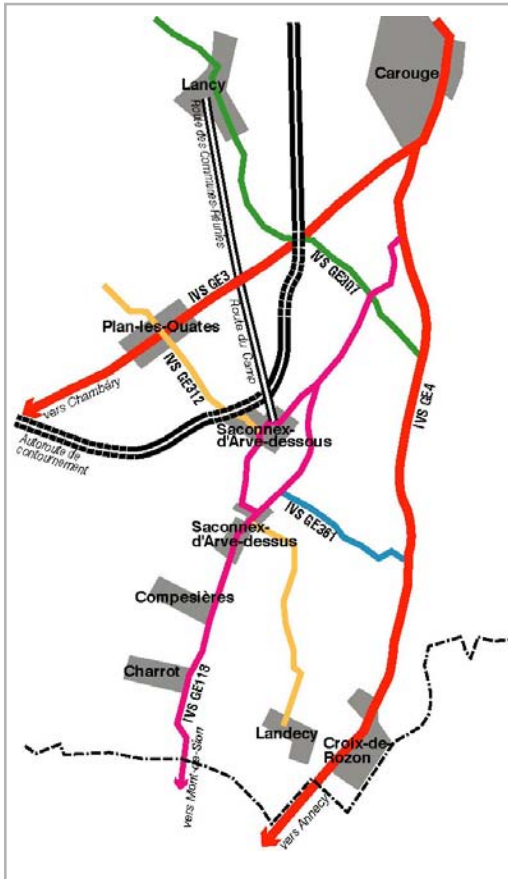 Lancy
Carouge
Route des Communes-Réunies
IVS GE3
IVS GE207
Plan-les-Ouates
Route du Camp
IVS GE312
vers Chambéry
IVS GE4
Autoroute de
contournement
Saconnex-
d'Arve-dessous
Saconnex-
d'Arve-dessus
IVS GE361
Compesières
Charrot
IVS GE118
Landecy
Croix-de-
Rozon
vers Mont-de-Sion
vers Annecy